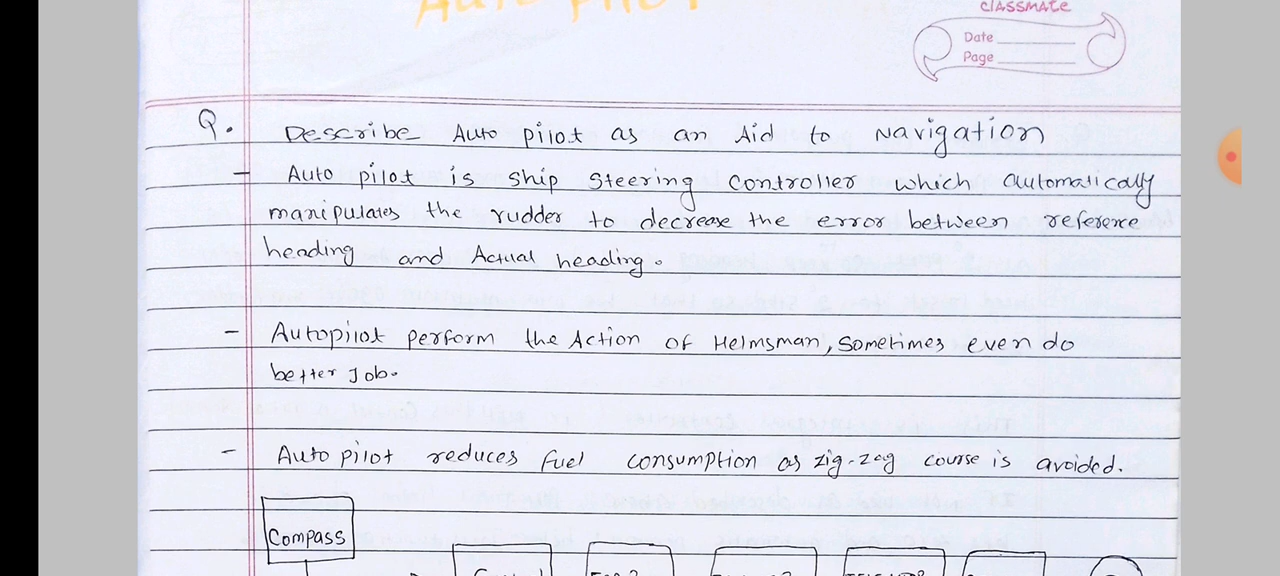 Auto Pilot
classmate
Date
Page
Q. Describe Auto pilot as an Aid to Navigation
- Auto pilot is ship Steering controller which automatically
manipulates the rudder to decrease the error between reference
heading and Actual heading.
- Autopilot perform the Action of Helmsman, sometimes even do
better Job.
- Auto pilot reduces fuel consumption as zig-zag course is avoided.
Compass